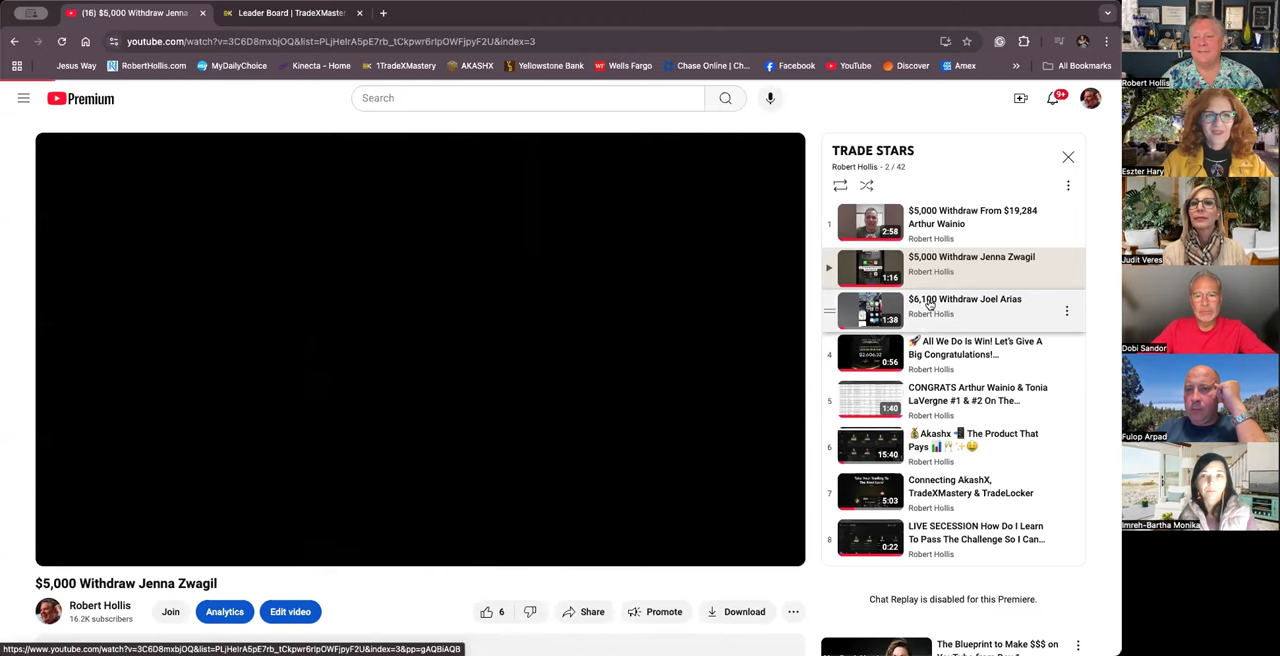 (16) $5,000 Withdraw Jenna
Leader Board | TradeXMaster
youtube.com/watch?v=3C6D8mxbjOQ&list=PLjHelrA5pE7rb_tCkpwr6rlpOWFjpyF2U&index=3
Jesus Way
RobertHollis.com
MyDailyChoice
Kinecta - Home
1TradeXMastery
AKASHX
Yellowstone Bank
Wells Fargo
Chase Online | Ch...
Facebook
YouTube
Discover
Amex
»
All Bookmarks
Premium
Search
9+
TRADE STARS
Robert Hollis - 2 / 42
1
2:58
$5,000 Withdraw From $19,284
Arthur Wainio
Robert Hollis
1:16
$5,000 Withdraw Jenna Zwagil
Robert Hollis
1:38
$6,100 Withdraw Joel Arias
Robert Hollis
4
0:56
🚀 All We Do Is Win! Let's Give A
Big Congratulations!...
Robert Hollis
5
1:40
CONGRATS Arthur Wainio & Tonia
LaVergne #1 & #2 On The...
Robert Hollis
6
15:40
💰Akashx 📲 The Product That
Pays 📊🥂✨🤑
Robert Hollis
7
5:03
Connecting AkashX,
TradeXMastery & TradeLocker
Robert Hollis
8
0:22
LIVE SECESSION How Do I Learn
To Pass The Challenge So I Can...
Robert Hollis
$5,000 Withdraw Jenna Zwagil
Robert Hollis
16.2K subscribers
Join
Analytics
Edit video
6
Share
Promote
Download
Chat Replay is disabled for this Premiere.
The Blueprint to Make $$$ on
https://www.youtube.com/watch?v=3C6D8mxbjOQ&list=PLjHelrA5pE7rb_tCkpwr6rlpOWFjpyF2U&index=3&pp=gAQBiAQB
Robert Hollis
Eszter Hary
Judit Veres
Dobi Sandor
Fulop Arpad
Imreh-Bartha Monika